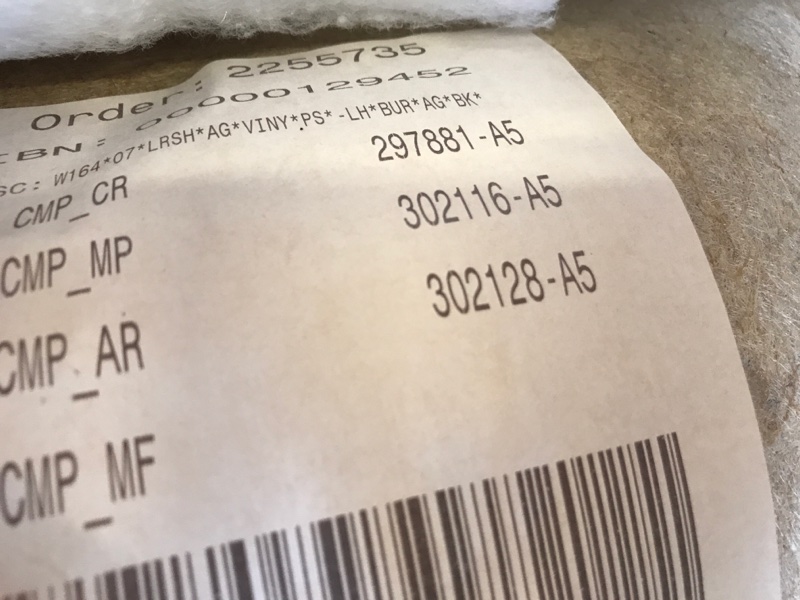 Order: 2255735
EBN: 00000129452
SC: W164*07*LRSH*AG*VINY*PS* -LH*BUR*AG*BK*
CMP_CR 297881-A5
CMP_MP 302116-A5
CMP_AR 302128-A5
CMP_MF